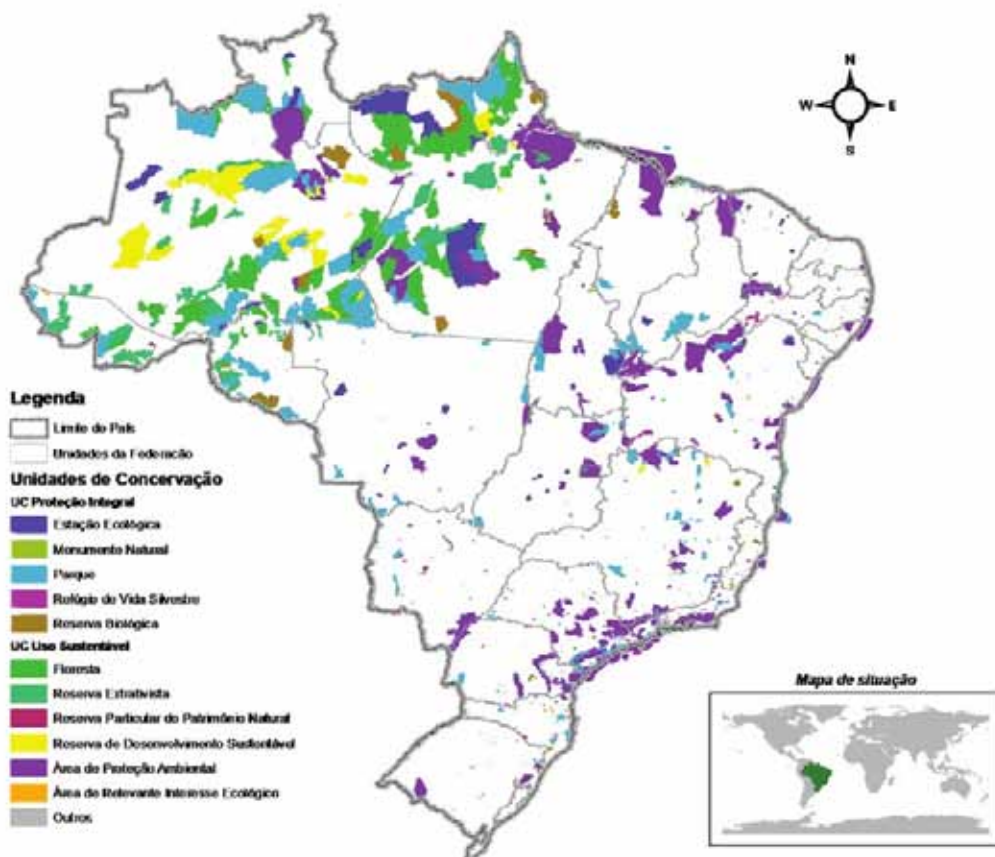 N
W E
S
Legenda
Limite do País
Unidades da Federação
Unidades de Concervação
UC Proteção Integral
Estação Ecológica
Monumento Natural
Parque
Refúgio de Vida Silvestre
Reserva Biológica
UC Uso Sustentável
Floresta
Reserva Extrativista
Reserva Particular do Patrimônio Natural
Reserva de Desenvolvimento Sustentável
Área de Proteção Ambiental
Área de Relevante Interesse Ecológico
Outros
Mapa de situação